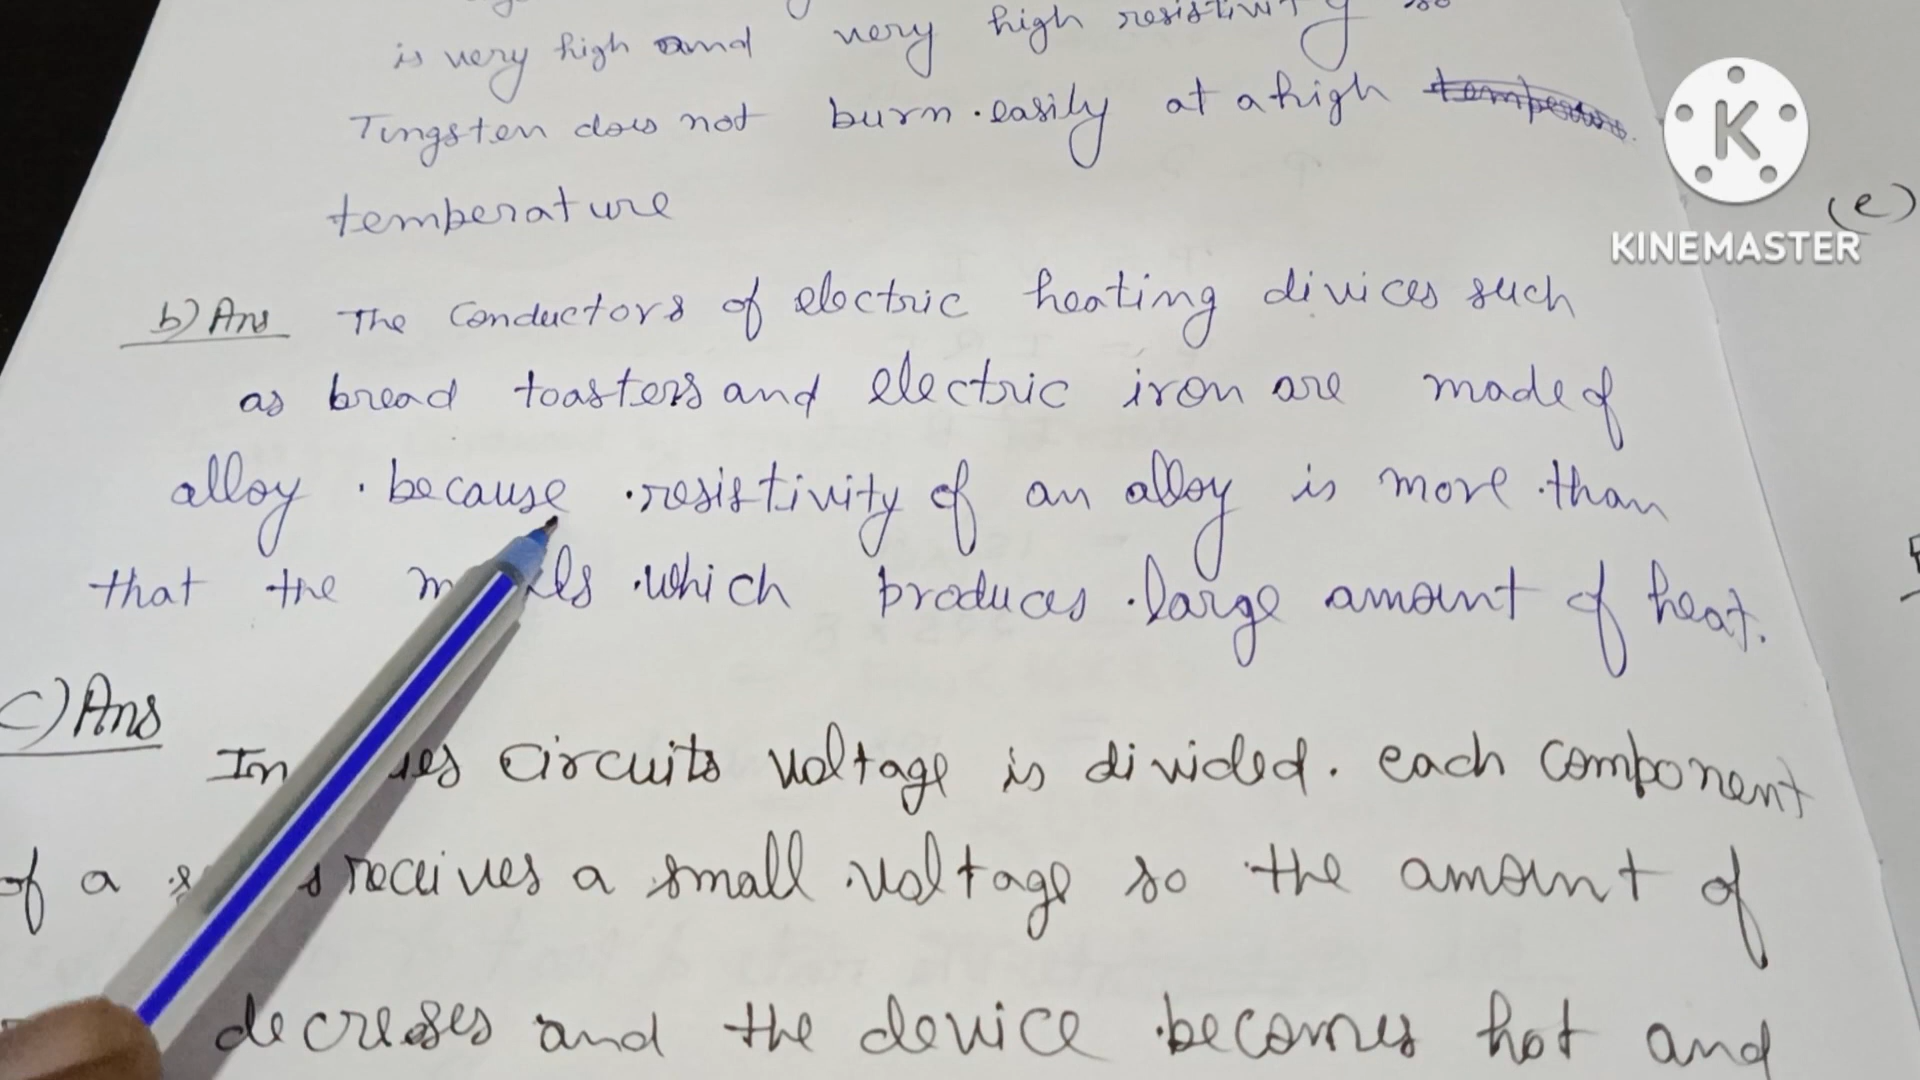 is very high and very high resistivity so
Tungsten does not burn easily at a high
temperature
b) Ans The conductors of electric heating divices such
as bread toasters and electric iron are made of
alloy . because . resistivity of an alloy is more . than
that the . which produces . large amount of heat.
c) Ans
In circuits voltage is divided . each component
of a receives a small . voltage so the amount of
decreses and the device . becomes hot and
(e)
K
KINEMASTER